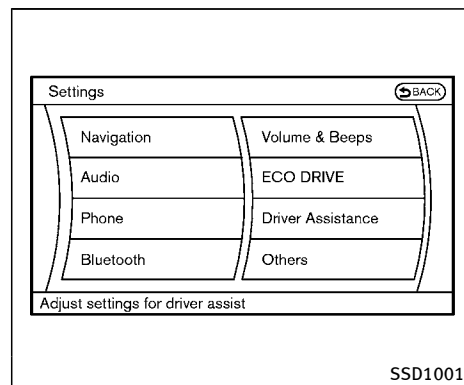 Settings
BACK
Navigation
Volume & Beeps
Audio
ECO DRIVE
Phone
Driver Assistance
Bluetooth
Others
Adjust settings for driver assist
SSD1001